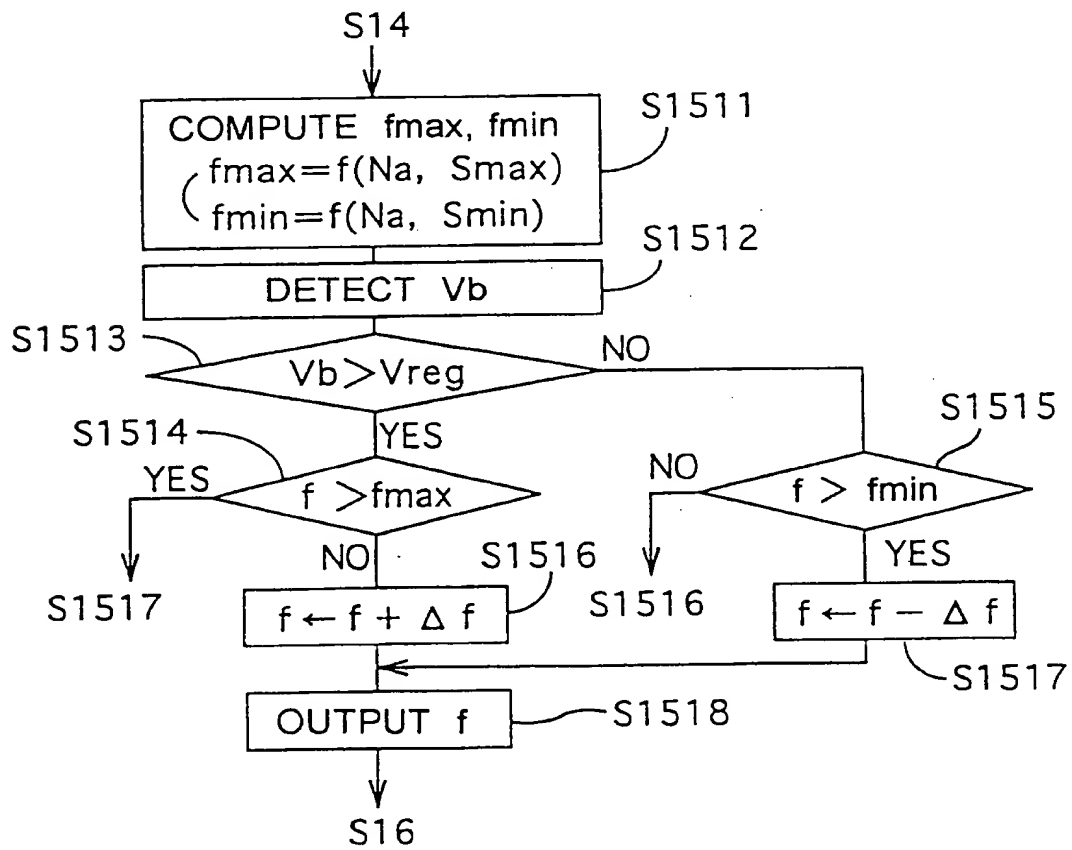 S14
S1511
COMPUTE fmax, fmin
fmax=f(Na, Smax)
fmin=f(Na, Smin)
S1512
DETECT Vb
S1513
Vb>Vreg
NO
YES
S1514
S1515
YES
f >fmax
NO
f > fmin
NO
S1516
YES
S1517
f ← f + Δ f
S1516
f ← f − Δ f
S1517
OUTPUT f
S1518
S16